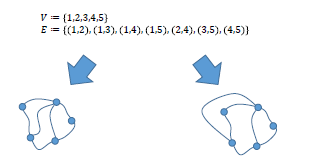 V ≔ {1,2,3,4,5}
E ≔ {(1,2), (1,3), (1,4), (1,5), (2,4), (3,5), (4,5)}